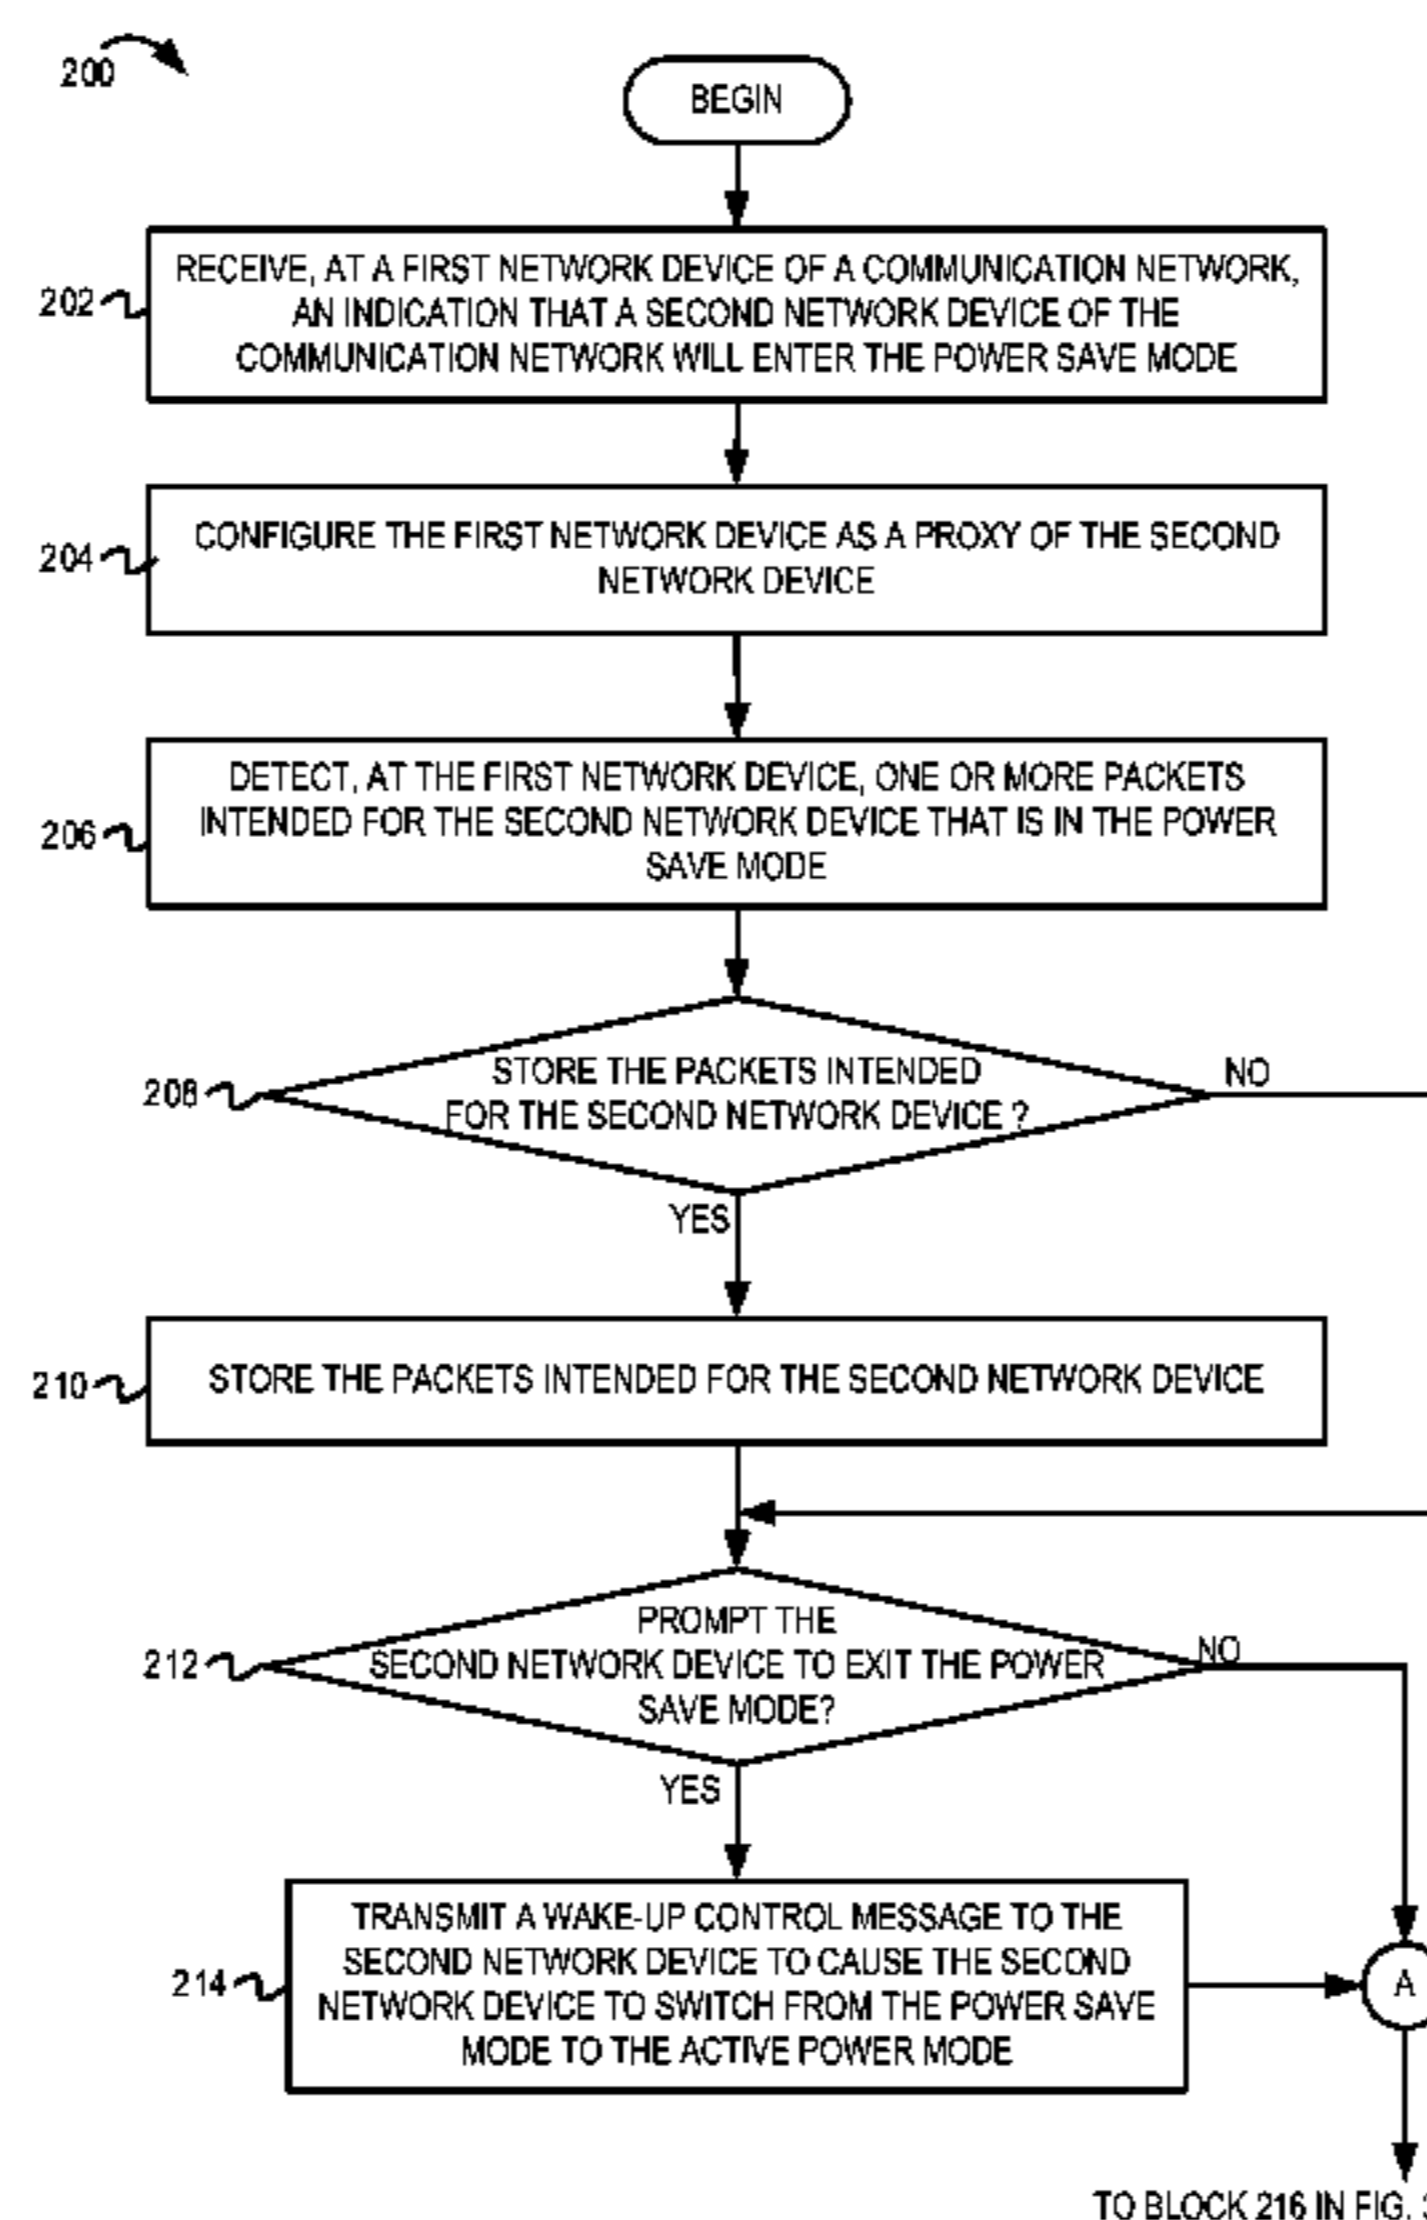 200
BEGIN
202
RECEIVE, AT A FIRST NETWORK DEVICE OF A COMMUNICATION NETWORK,
AN INDICATION THAT A SECOND NETWORK DEVICE OF THE
COMMUNICATION NETWORK WILL ENTER THE POWER SAVE MODE
204
CONFIGURE THE FIRST NETWORK DEVICE AS A PROXY OF THE SECOND
NETWORK DEVICE
206
DETECT, AT THE FIRST NETWORK DEVICE, ONE OR MORE PACKETS
INTENDED FOR THE SECOND NETWORK DEVICE THAT IS IN THE POWER
SAVE MODE
208
STORE THE PACKETS INTENDED
FOR THE SECOND NETWORK DEVICE ?
NO
YES
210
STORE THE PACKETS INTENDED FOR THE SECOND NETWORK DEVICE
212
PROMPT THE
SECOND NETWORK DEVICE TO EXIT THE POWER
SAVE MODE?
NO
YES
214
TRANSMIT A WAKE-UP CONTROL MESSAGE TO THE
SECOND NETWORK DEVICE TO CAUSE THE SECOND
NETWORK DEVICE TO SWITCH FROM THE POWER SAVE
MODE TO THE ACTIVE POWER MODE
A
TO BLOCK 216 IN FIG.